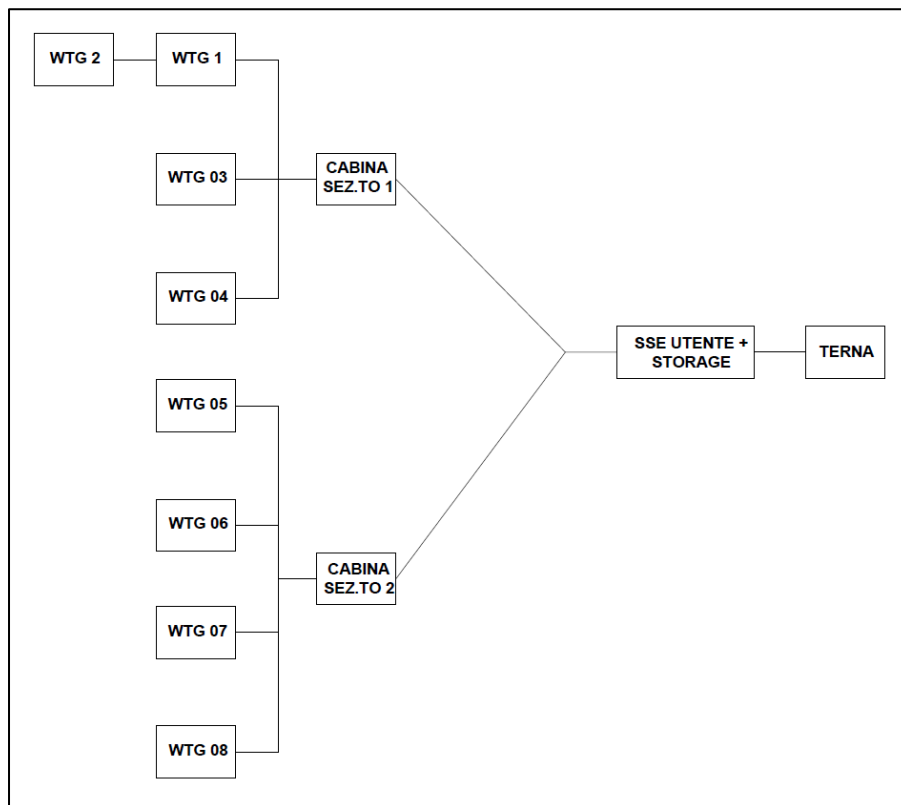 WTG 2
WTG 1
WTG 03
CABINA
SEZ.TO 1
WTG 04
SSE UTENTE +
STORAGE
TERNA
WTG 05
WTG 06
CABINA
SEZ.TO 2
WTG 07
WTG 08